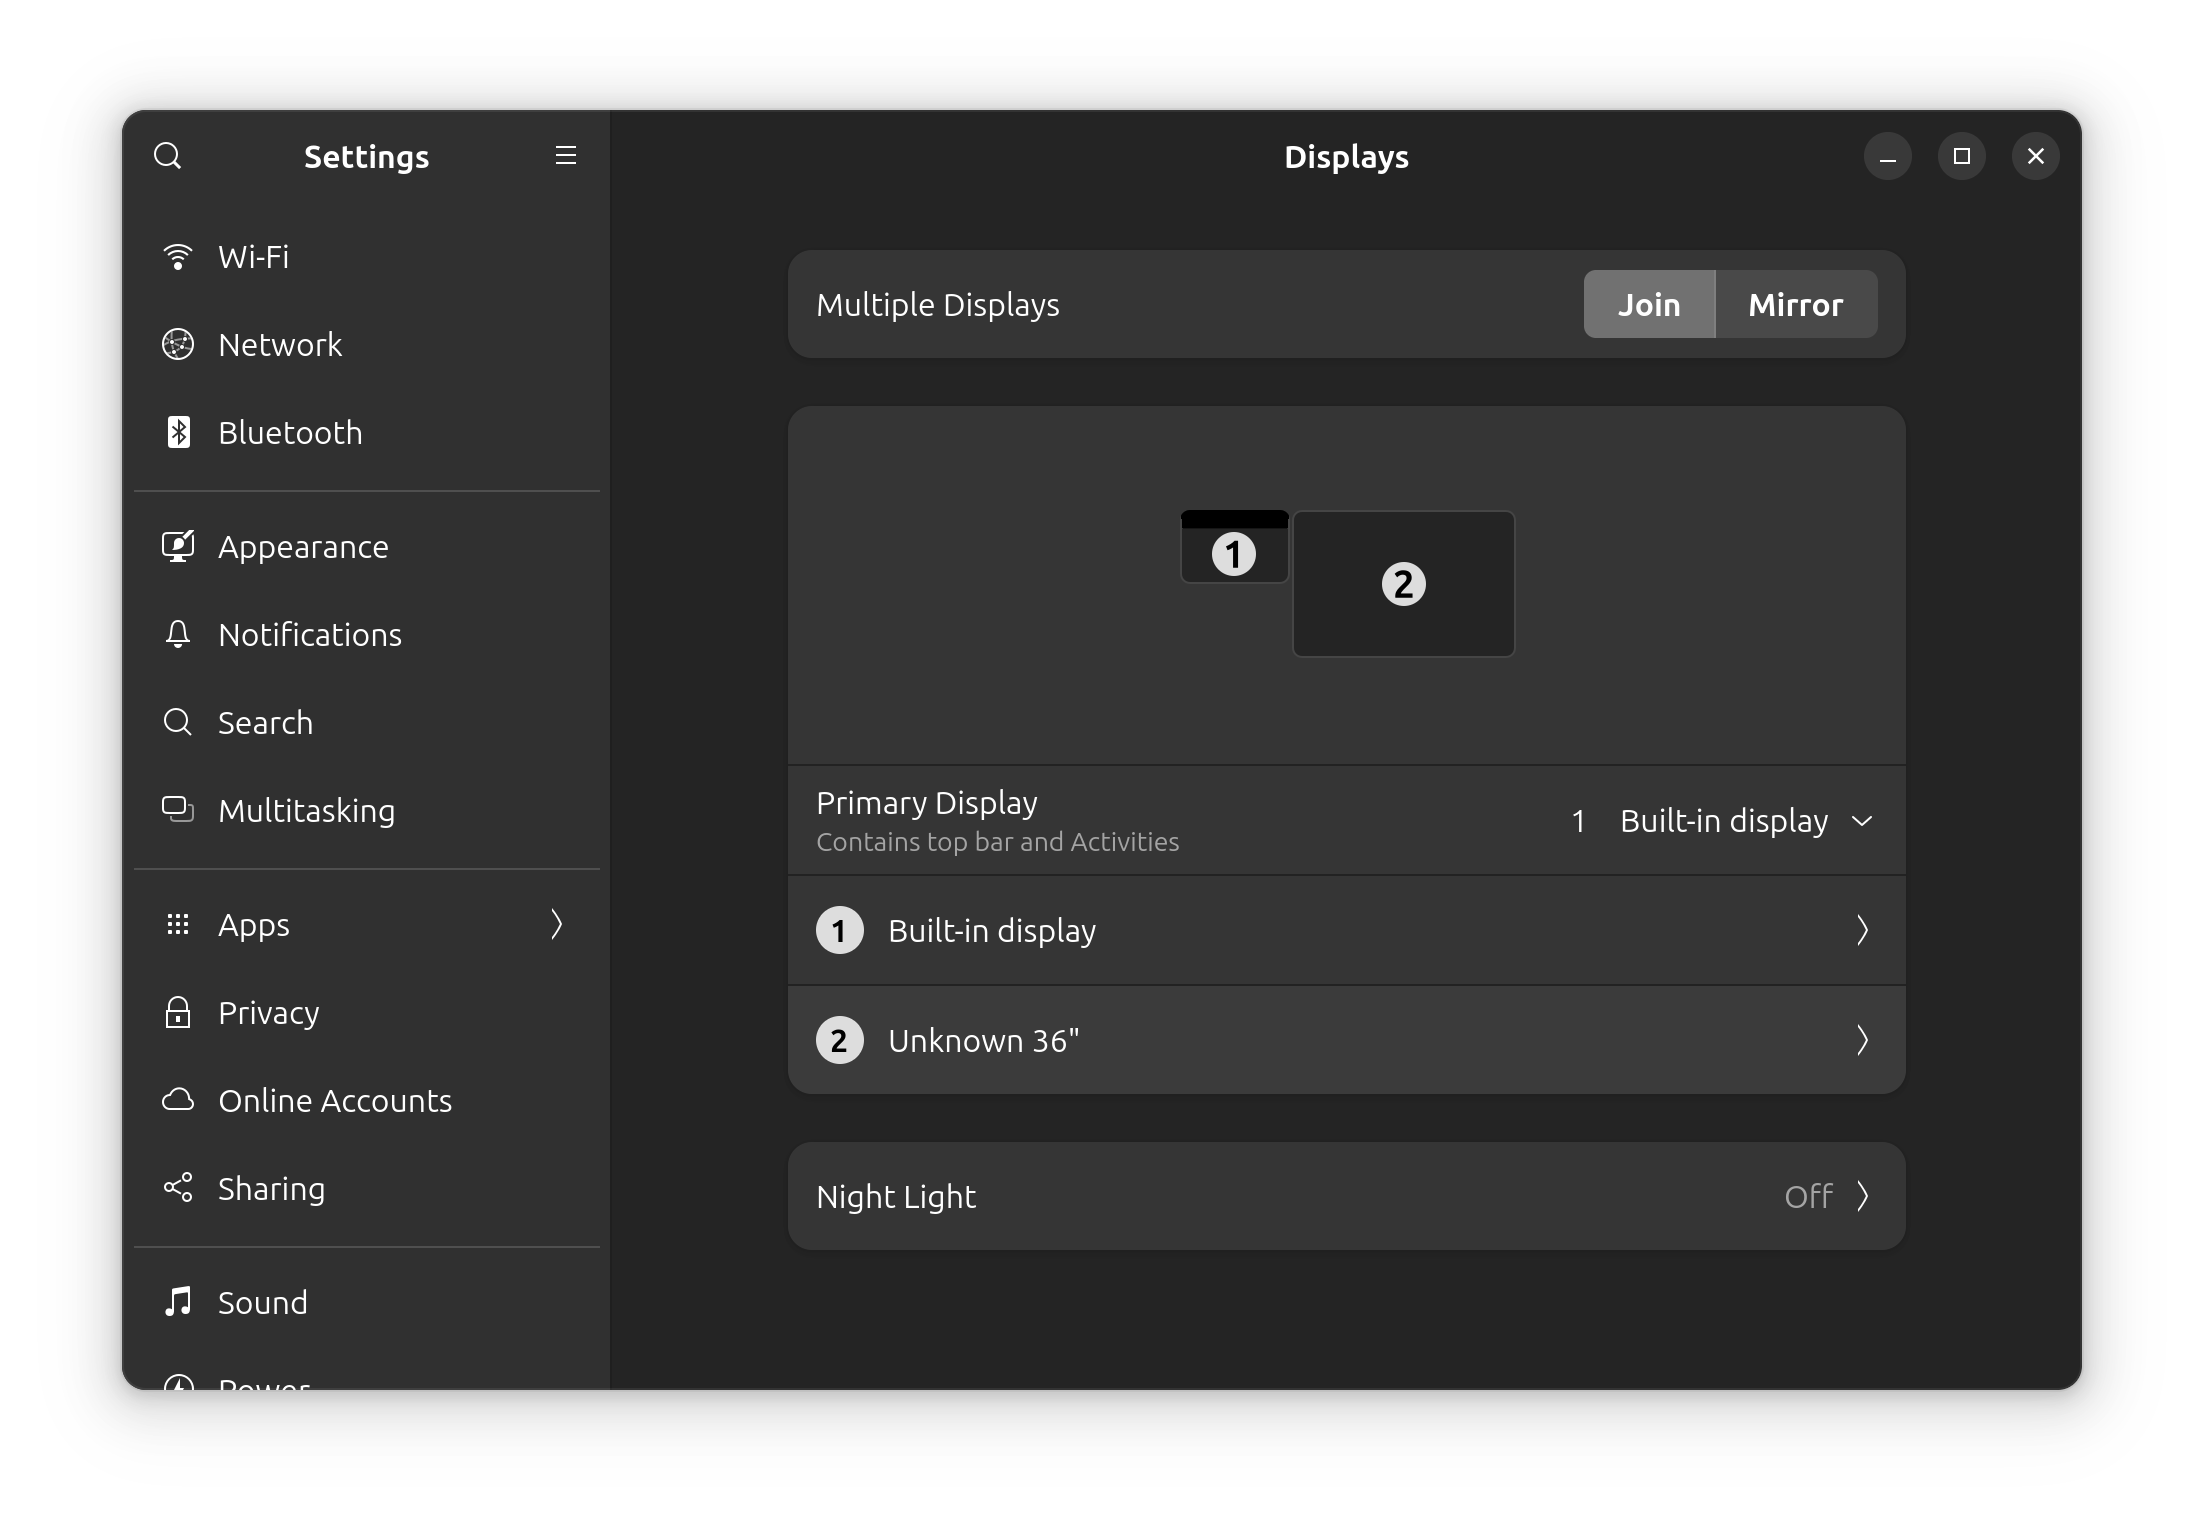 Settings
Displays
Wi-Fi
Network
Bluetooth
Appearance
Notifications
Search
Multitasking
Apps
Privacy
Online Accounts
Sharing
Sound
Power
Multiple Displays
Join
Mirror
1
2
Primary Display
Contains top bar and Activities
1 Built-in display
1 Built-in display
2 Unknown 36"
Night Light
Off